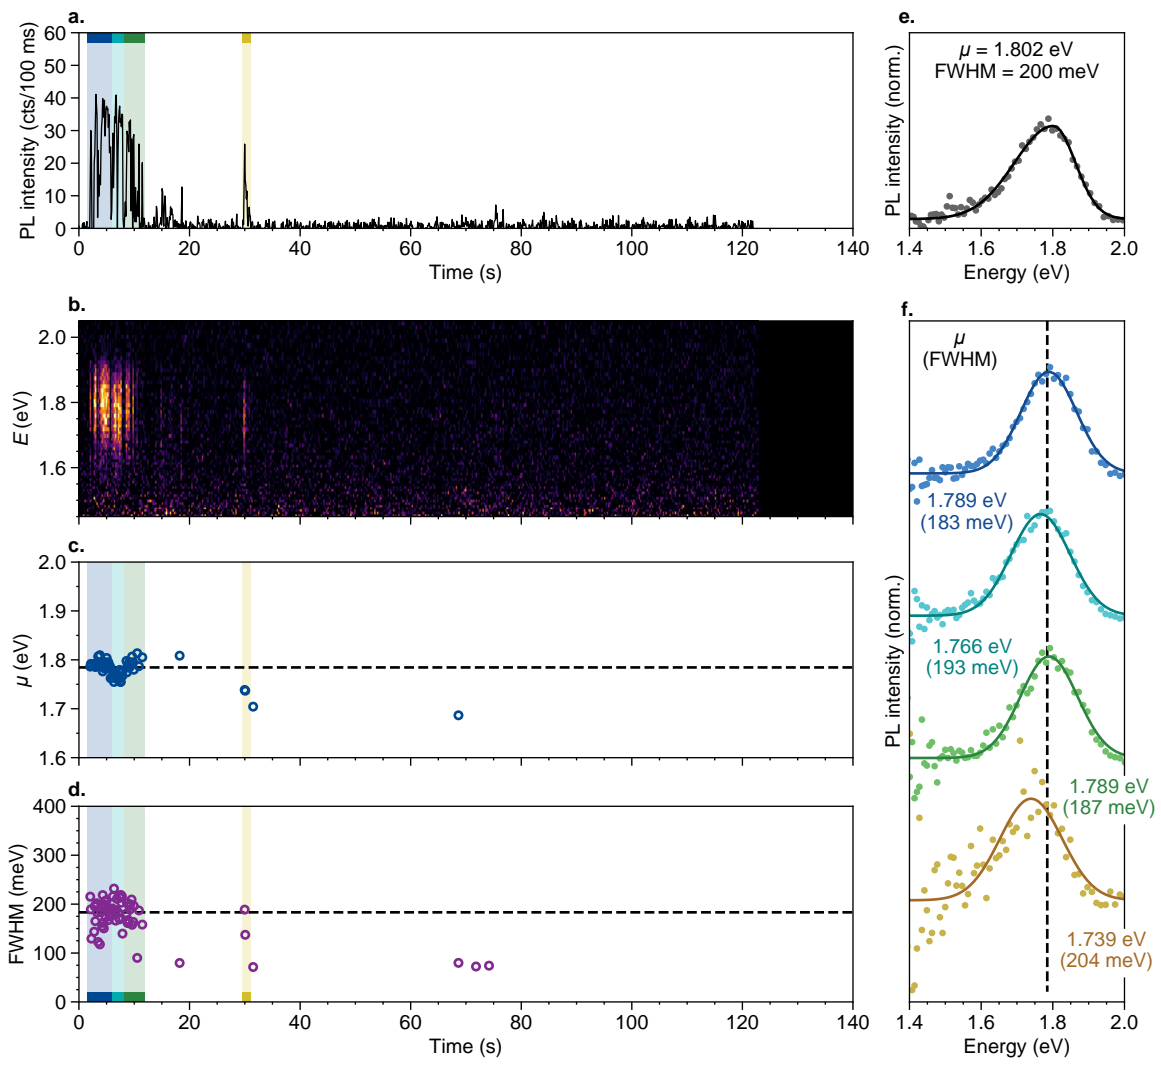 a.
PL intensity (cts/100 ms)
60
50
40
30
20
10
0
0 20 40 60 80 100 120 140
Time (s)
e.
PL intensity (norm.)
μ = 1.802 eV
FWHM = 200 meV
1.4 1.6 1.8 2.0
Energy (eV)
b.
E (eV)
2.0
1.8
1.6
c.
μ (eV)
2.0
1.9
1.8
1.7
1.6
d.
FWHM (meV)
400
300
200
100
0
0 20 40 60 80 100 120 140
Time (s)
f.
PL intensity (norm.)
μ
(FWHM)
1.789 eV
(183 meV)
1.766 eV
(193 meV)
1.789 eV
(187 meV)
1.739 eV
(204 meV)
1.4 1.6 1.8 2.0
Energy (eV)